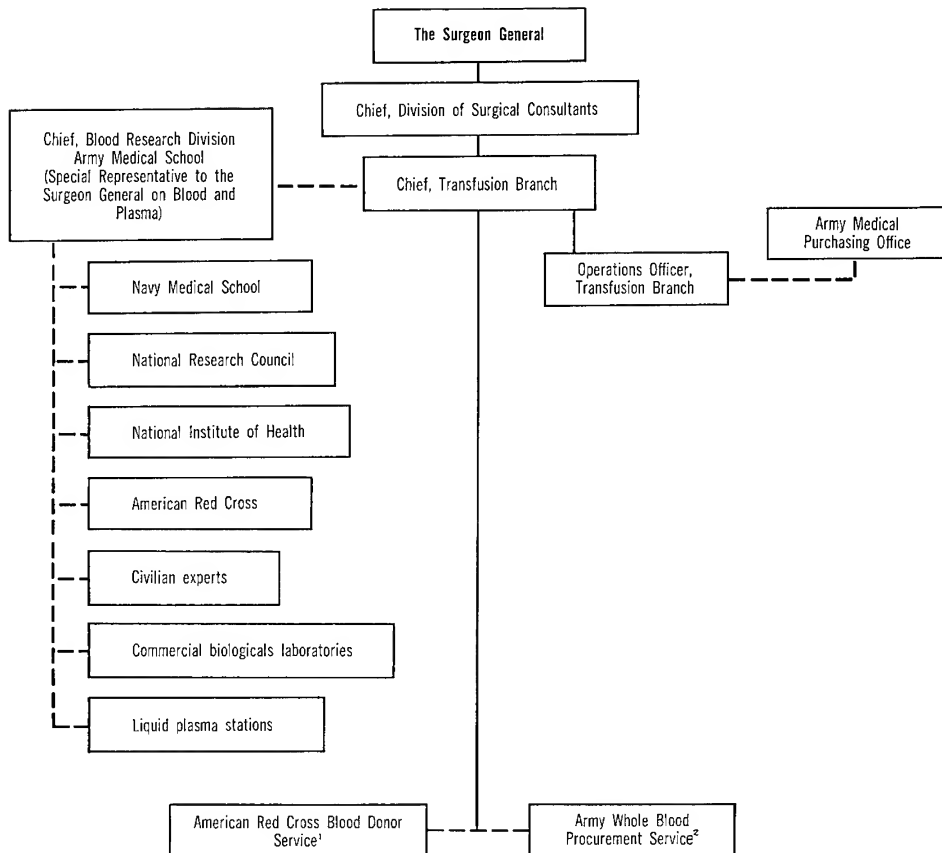 The Surgeon General
Chief, Division of Surgical Consultants
Chief, Blood Research Division
Army Medical School
(Special Representative to the
Surgeon General on Blood and
Plasma)
Chief, Transfusion Branch
Army Medical
Purchasing Office
Operations Officer,
Transfusion Branch
Navy Medical School
National Research Council
National Institute of Health
American Red Cross
Civilian experts
Commercial biologicals laboratories
Liquid plasma stations
American Red Cross Blood Donor
Service¹
Army Whole Blood
Procurement Service²